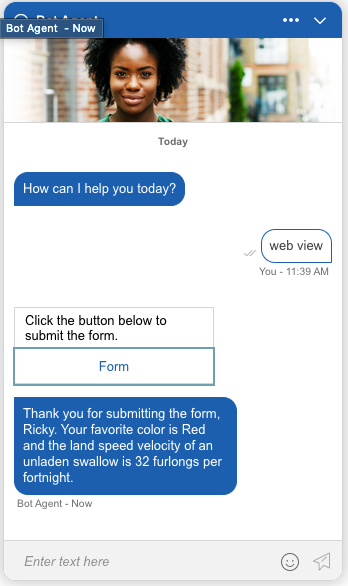 Bot Agent
Bot Agent - Now
Today
How can I help you today?
web view
You - 11:39 AM
Click the button below to
submit the form.
Form
Thank you for submitting the form,
Ricky. Your favorite color is Red
and the land speed velocity of an
unladen swallow is 32 furlongs per
fortnight.
Bot Agent - Now
Enter text here